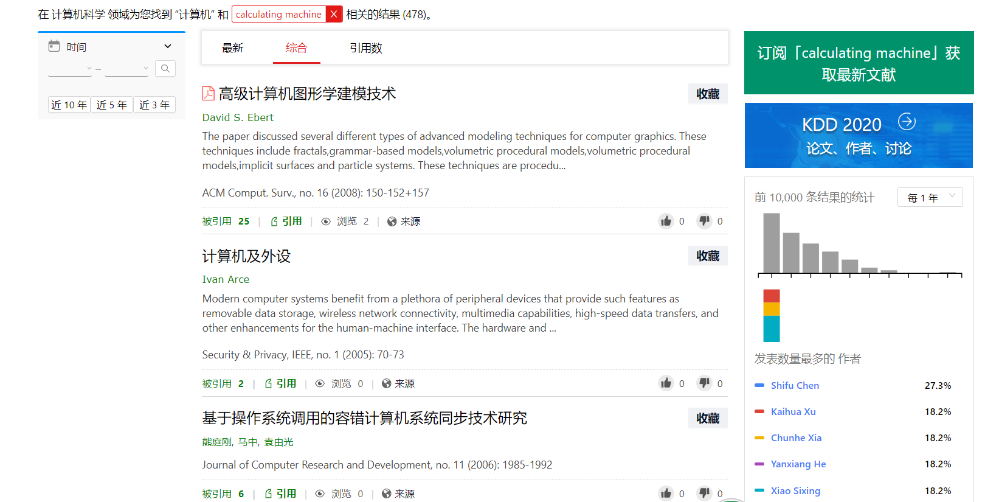 在 计算机科学 领域为您找到 “计算机” 和 calculating machine X 相关的结果 (478)。
时间
–
近 10 年 近 5 年 近 3 年
最新 综合 引用数
高级计算机图形学建模技术 收藏
David S. Ebert
The paper discussed several different types of advanced modeling techniques for computer graphics. These
techniques include fractals,grammar-based models,volumetric procedural models,volumetric procedural
models,implicit surfaces and particle systems. These techniques are procedu...
ACM Comput. Surv., no. 16 (2008): 150-152+157
被引用 25 | 引用 | 浏览 2 | 来源 0 0
计算机及外设 收藏
Ivan Arce
Modern computer systems benefit from a plethora of peripheral devices that provide such features as
removable data storage, wireless network connectivity, multimedia capabilities, high-speed data transfers, and
other enhancements for the human-machine interface. The hardware and ...
Security & Privacy, IEEE, no. 1 (2005): 70-73
被引用 2 | 引用 | 浏览 0 | 来源 0 0
基于操作系统调用的容错计算机系统同步技术研究 收藏
熊庭刚, 马中, 袁由光
Journal of Computer Research and Development, no. 11 (2006): 1985-1992
被引用 6 | 引用 | 浏览 0 | 来源 0 0
订阅「calculating machine」获
取最新文献
KDD 2020
论文、作者、讨论
前 10,000 条结果的统计 每 1 年
发表数量最多的 作者
Shifu Chen 27.3%
Kaihua Xu 18.2%
Chunhe Xia 18.2%
Yanxiang He 18.2%
Xiao Sixing 18.2%